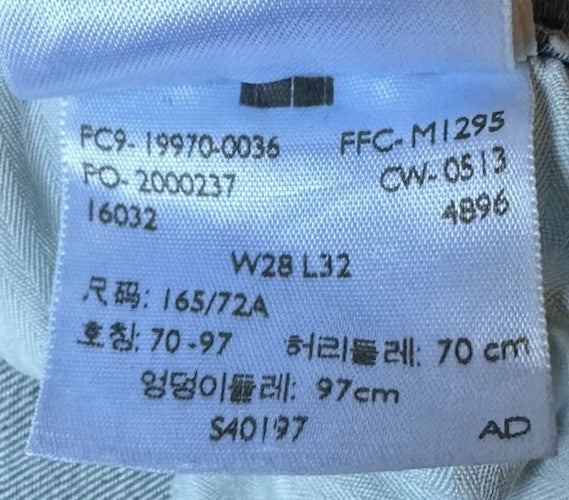 PC9-19970-0036 FFC-M1295
PO-2000237 CW-0513
16032 4896
W28 L32
尺码: 165/72A
호칭: 70-97 허리둘레: 70 cm
엉덩이둘레: 97cm
S40197 AD